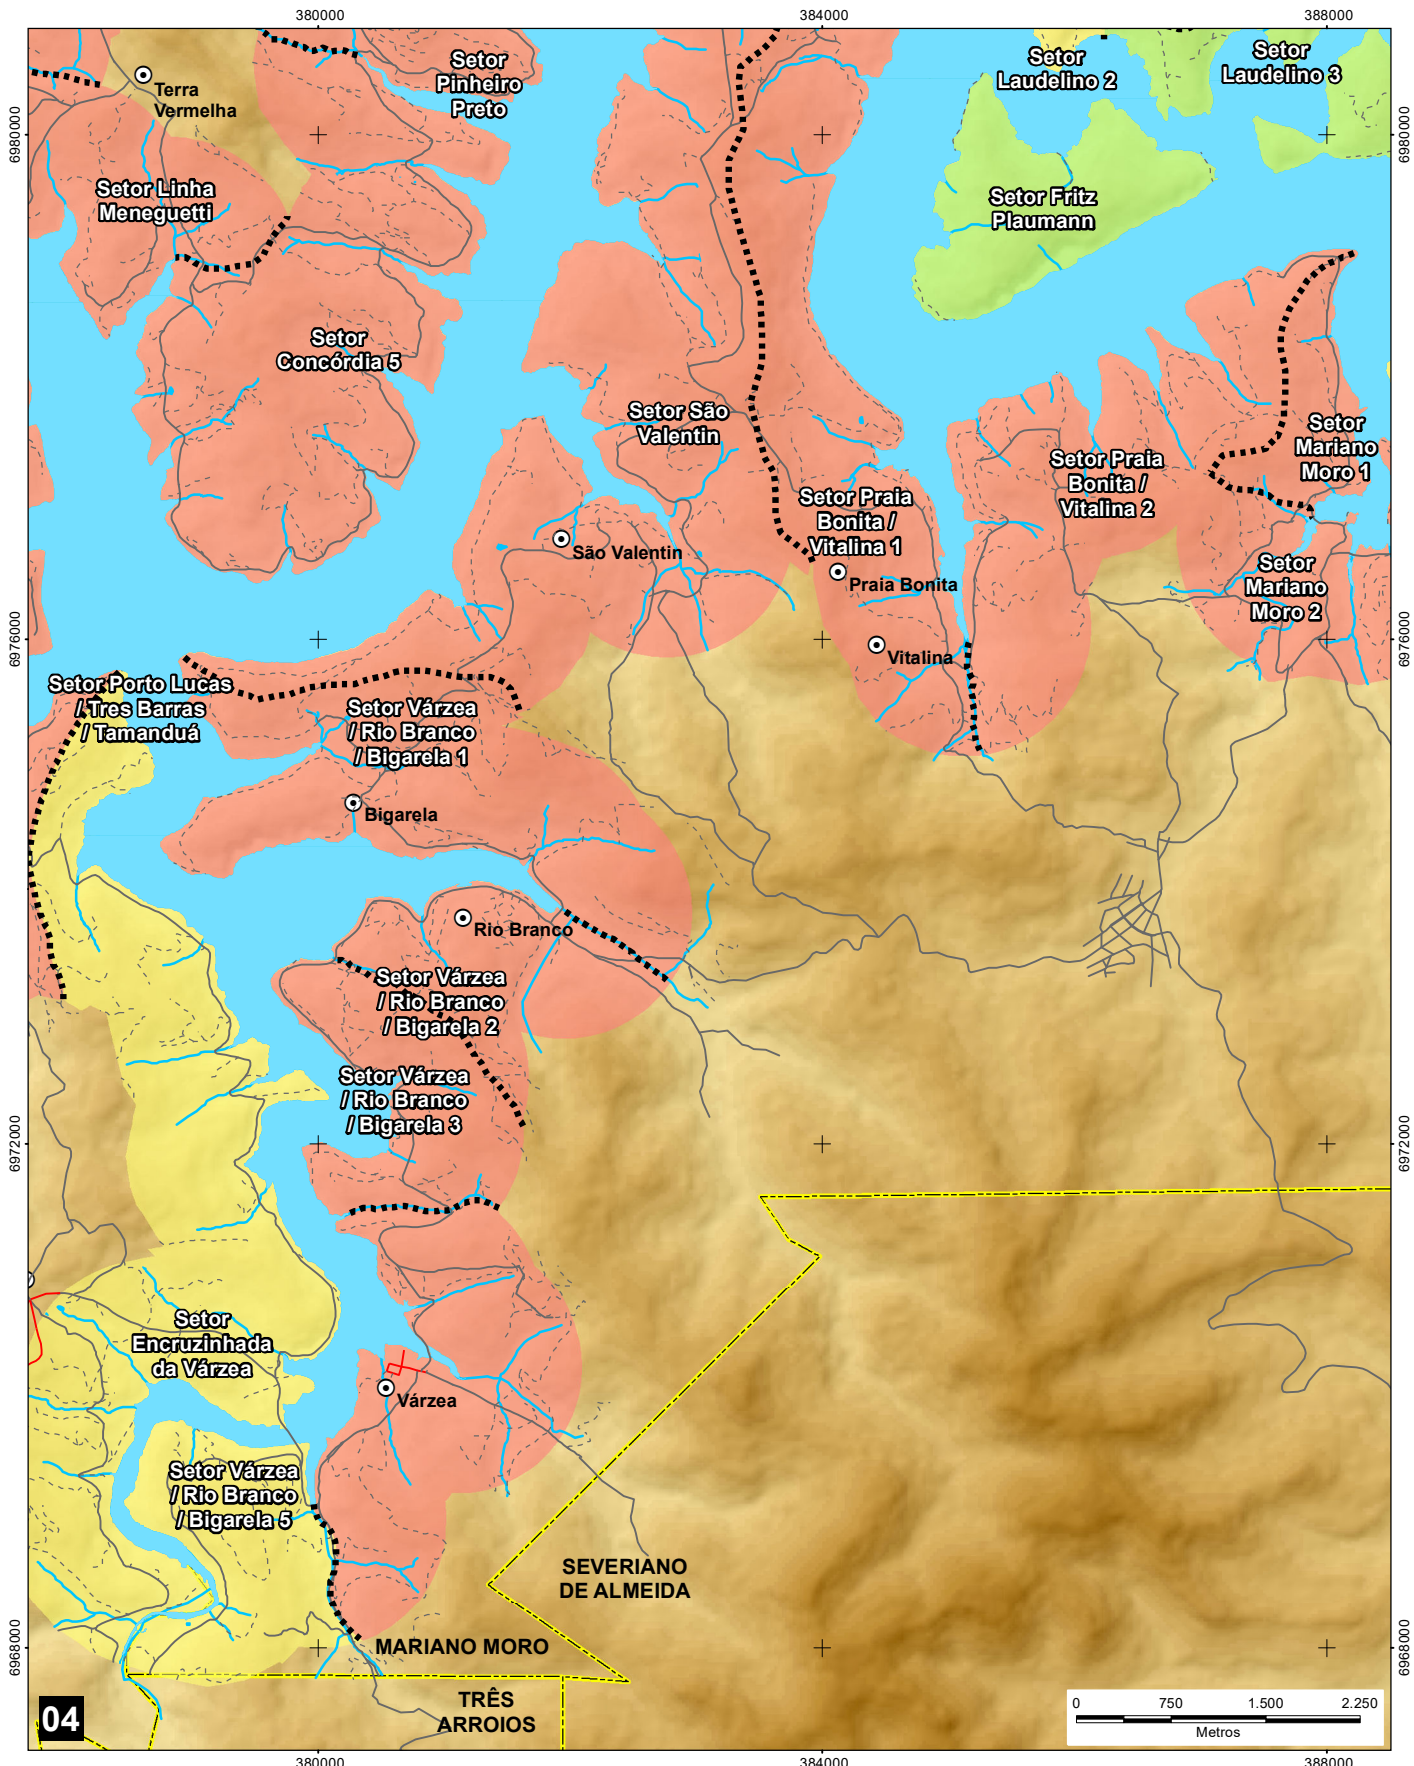 380000
384000
388000
Setor
Pinheiro
Preto
Setor
Laudelino 2
Setor
Laudelino 3
Terra
Vermelha
6980000
6980000
Setor Linha
Meneguetti
Setor Fritz
Plaumann
Setor
Concórdia 5
Setor São
Valentin
Setor
Mariano
Moro 1
Setor Praia
Bonita /
Vitalina 2
Setor Praia
Bonita /
Vitalina 1
São Valentin
Praia Bonita
Setor
Mariano
Moro 2
6976000
6976000
Vitalina
Setor Porto Lucas
/ Tres Barras
/ Tamanduá
Setor Várzea
/ Rio Branco
/ Bigarela 1
Bigarela
Rio Branco
Setor Várzea
/ Rio Branco
/ Bigarela 2
Setor Várzea
/ Rio Branco
/ Bigarela 3
6972000
6972000
Setor
Encruzinhada
da Várzea
Várzea
Setor Várzea
/ Rio Branco
/ Bigarela 5
SEVERIANO
DE ALMEIDA
MARIANO MORO
6968000
6968000
TRÊS
ARROIOS
04
0 750 1.500 2.250
Metros
380000
384000
388000